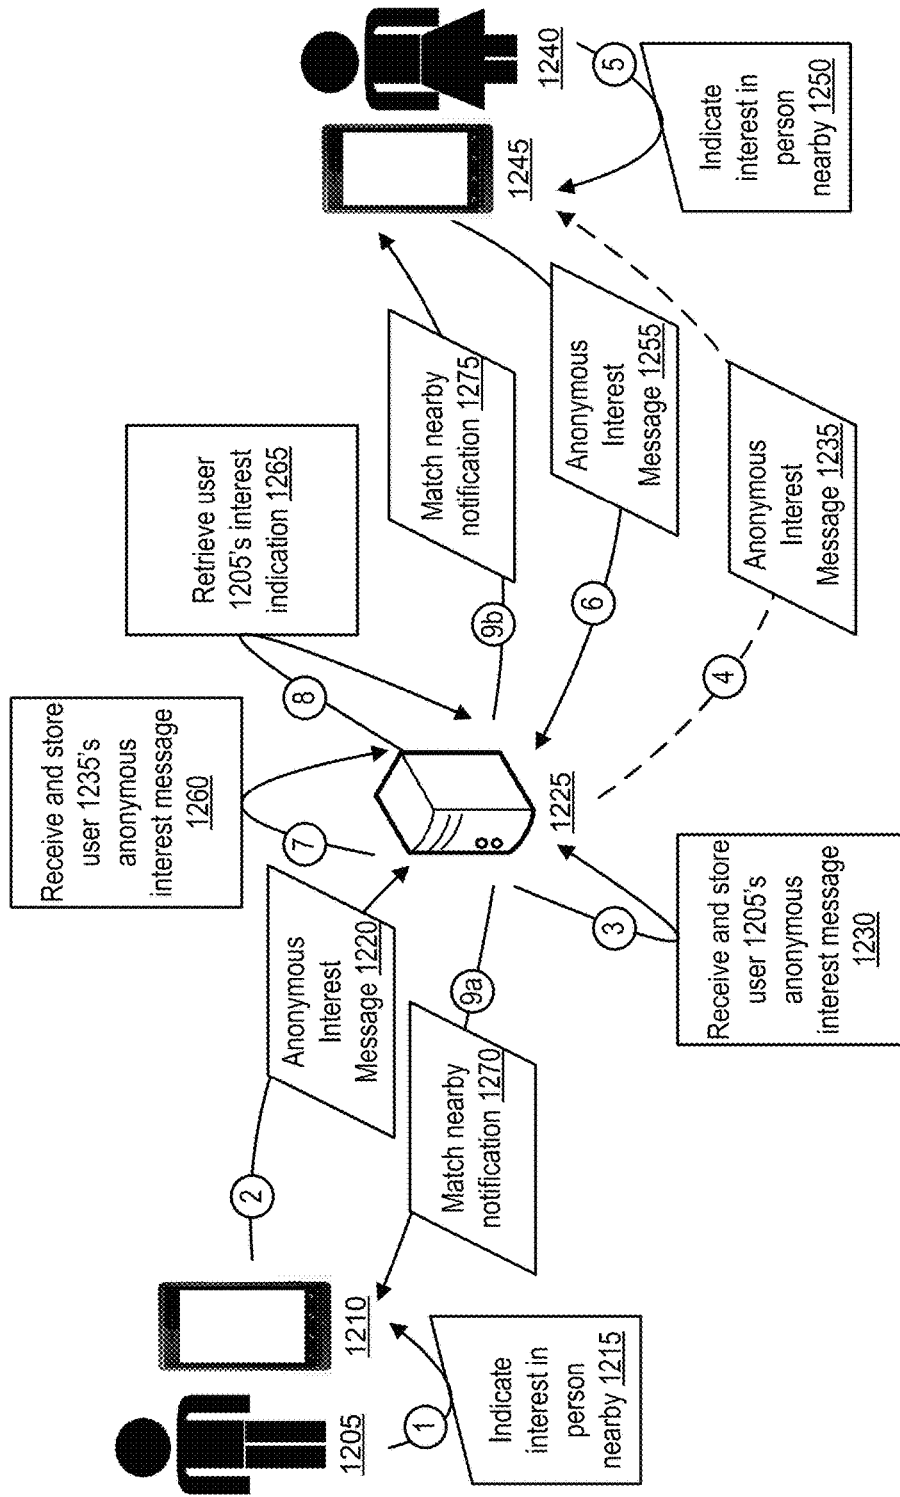 Receive and store
user 1235's
anonymous
interest message
1260
Retrieve user
1205's interest
indication 1265
7
8
2
Anonymous
Interest
Message 1220
1205
1210
1
Indicate
interest in
person
nearby 1215
Match nearby
notification 1270
9a
1225
9b
Match nearby
notification 1275
1245
1240
5
Indicate
interest in
person
nearby 1250
6
Anonymous
Interest
Message 1255
3
Receive and store
user 1205's
anonymous
interest message
1230
4
Anonymous
Interest
Message 1235